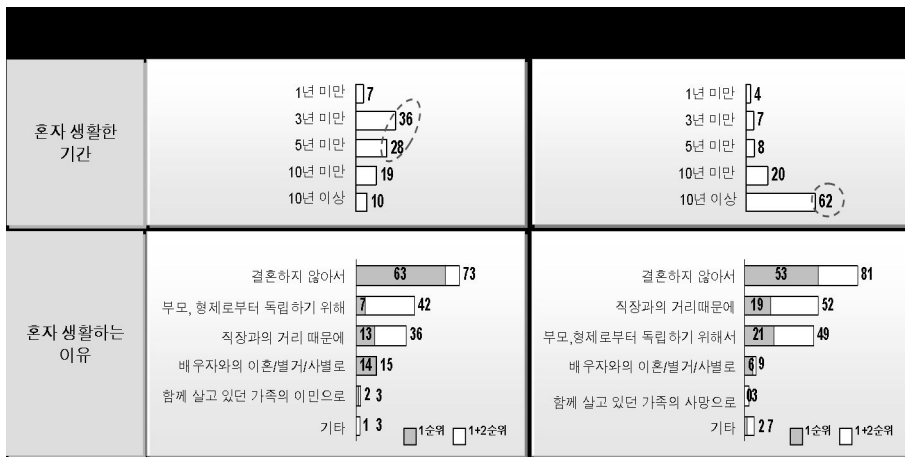 혼자 생활한
기간
1년 미만 7
3년 미만 36
5년 미만 28
10년 미만 19
10년 이상 10
1년 미만 4
3년 미만 7
5년 미만 8
10년 미만 20
10년 이상 62
혼자 생활하는
이유
결혼하지 않아서 63 73
부모, 형제로부터 독립하기 위해 7 42
직장과의 거리 때문에 13 36
배우자와의 이혼/별거/사별로 14 15
함께 살고 있던 가족의 이민으로 2 3
기타 1 3
1순위 1+2순위
결혼하지 않아서 53 81
직장과의 거리때문에 19 52
부모,형제로부터 독립하기 위해서 21 49
배우자와의 이혼/별거/사별로 6 9
함께 살고 있던 가족의 사망으로 0 3
기타 2 7
1순위 1+2순위